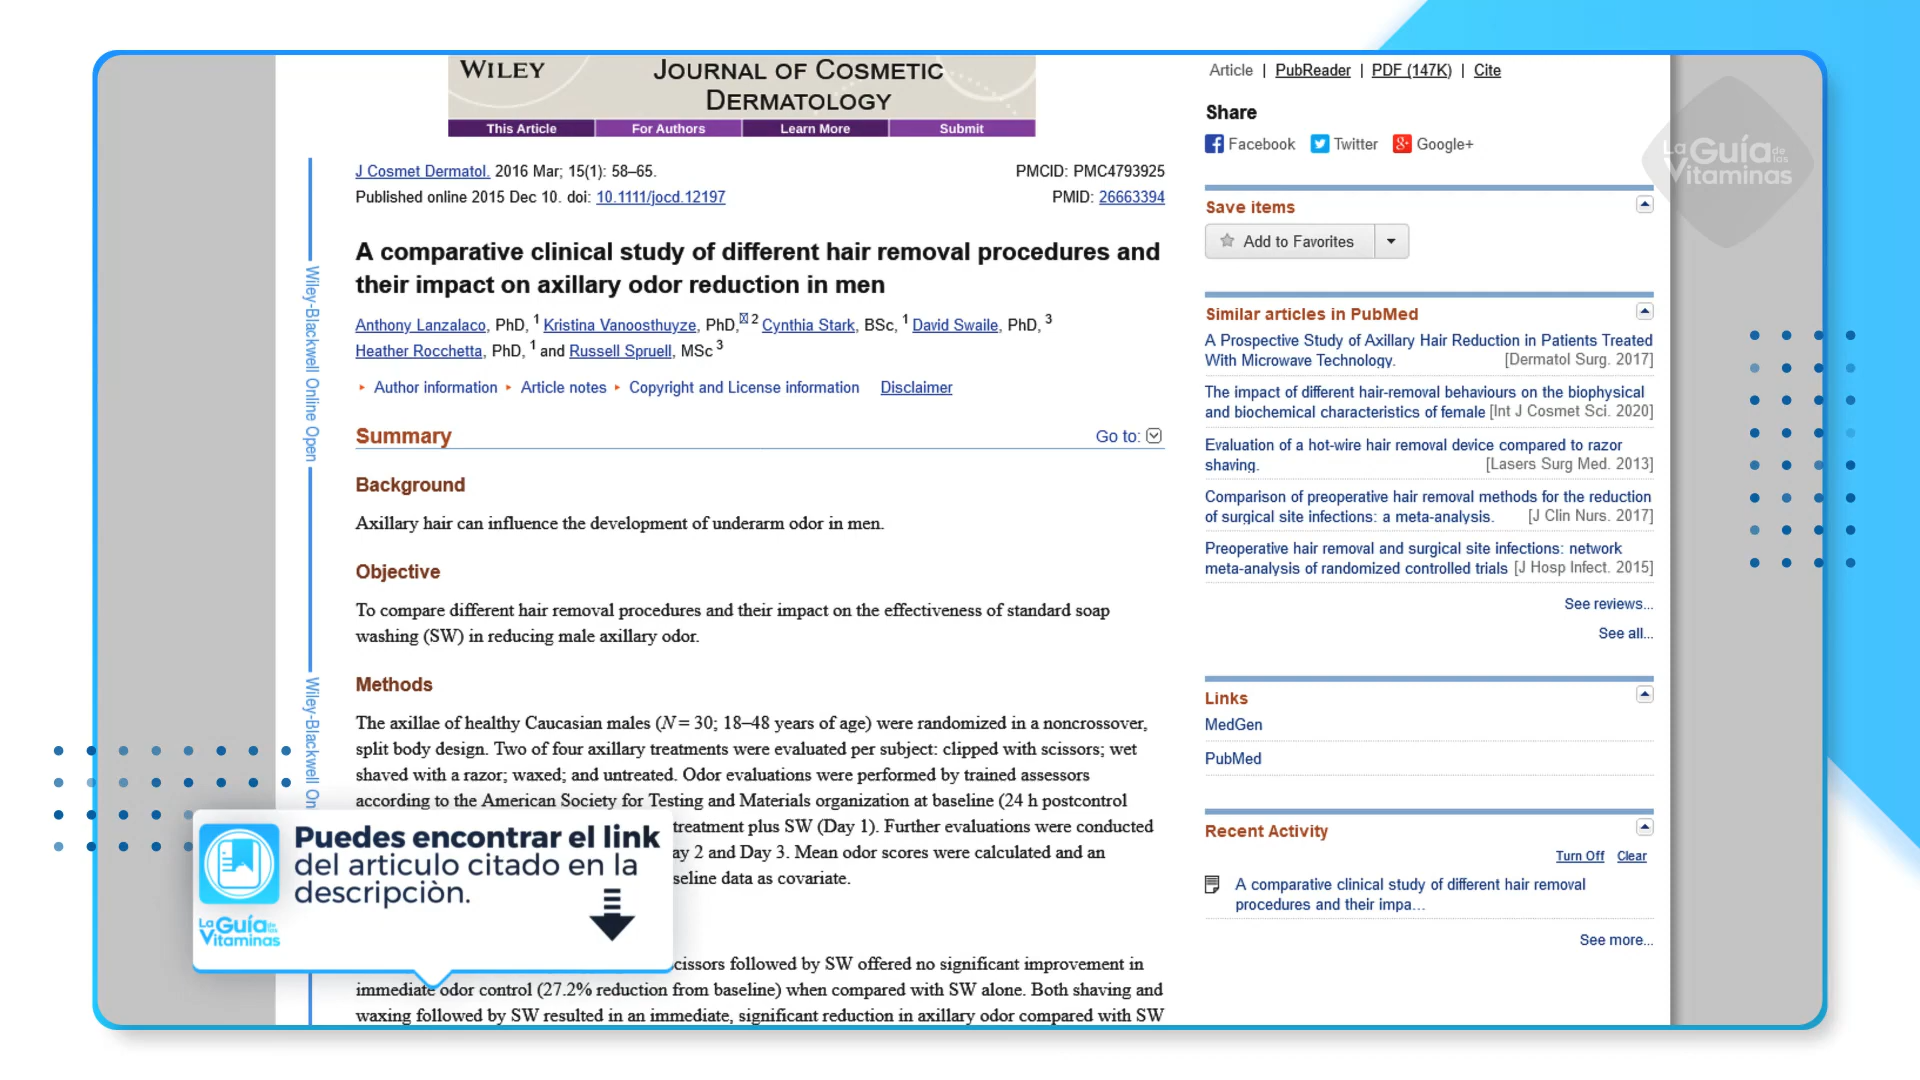 WILEY
JOURNAL OF COSMETIC
DERMATOLOGY
This Article
For Authors
Learn More
Submit
J Cosmet Dermatol. 2016 Mar; 15(1): 58–65.
PMCID: PMC4793925
Published online 2015 Dec 10. doi: 10.1111/jocd.12197
PMID: 26663394
A comparative clinical study of different hair removal procedures and
their impact on axillary odor reduction in men
Anthony Lanzalaco, PhD, 1 Kristina Vanoosthuyze, PhD, 2 Cynthia Stark, BSc, 1 David Swaile, PhD, 3
Heather Rocchetta, PhD, 1 and Russell Spruell, MSc 3
Author information
Article notes
Copyright and License information
Disclaimer
Summary
Go to:
Background
Axillary hair can influence the development of underarm odor in men.
Objective
To compare different hair removal procedures and their impact on the effectiveness of standard soap
washing (SW) in reducing male axillary odor.
Methods
The axillae of healthy Caucasian males (N = 30; 18–48 years of age) were randomized in a noncrossover,
split body design. Two of four axillary treatments were evaluated per subject: clipped with scissors; wet
shaved with a razor; waxed; and untreated. Odor evaluations were performed by trained assessors
according to the American Society for Testing and Materials organization at baseline (24 h postcontrol
treatment plus SW (Day 1). Further evaluations were conducted
ay 2 and Day 3. Mean odor scores were calculated and an
seline data as covariate.
cissors followed by SW offered no significant improvement in
immediate odor control (27.2% reduction from baseline) when compared with SW alone. Both shaving and
waxing followed by SW resulted in an immediate, significant reduction in axillary odor compared with SW
Wiley-Blackwell Online Open
Wiley-Blackwell On
Puedes encontrar el link
del articulo citado en la
descripciòn.
La Guía de las
Vitaminas
Article | PubReader | PDF (147K) | Cite
Share
Facebook
Twitter
Google+
La Guía de las
Vitaminas
Save items
Add to Favorites
Similar articles in PubMed
A Prospective Study of Axillary Hair Reduction in Patients Treated
With Microwave Technology. [Dermatol Surg. 2017]
The impact of different hair-removal behaviours on the biophysical
and biochemical characteristics of female [Int J Cosmet Sci. 2020]
Evaluation of a hot-wire hair removal device compared to razor
shaving. [Lasers Surg Med. 2013]
Comparison of preoperative hair removal methods for the reduction
of surgical site infections: a meta-analysis. [J Clin Nurs. 2017]
Preoperative hair removal and surgical site infections: network
meta-analysis of randomized controlled trials [J Hosp Infect. 2015]
See reviews...
See all...
Links
MedGen
PubMed
Recent Activity
Turn Off Clear
A comparative clinical study of different hair removal
procedures and their impa...
See more...